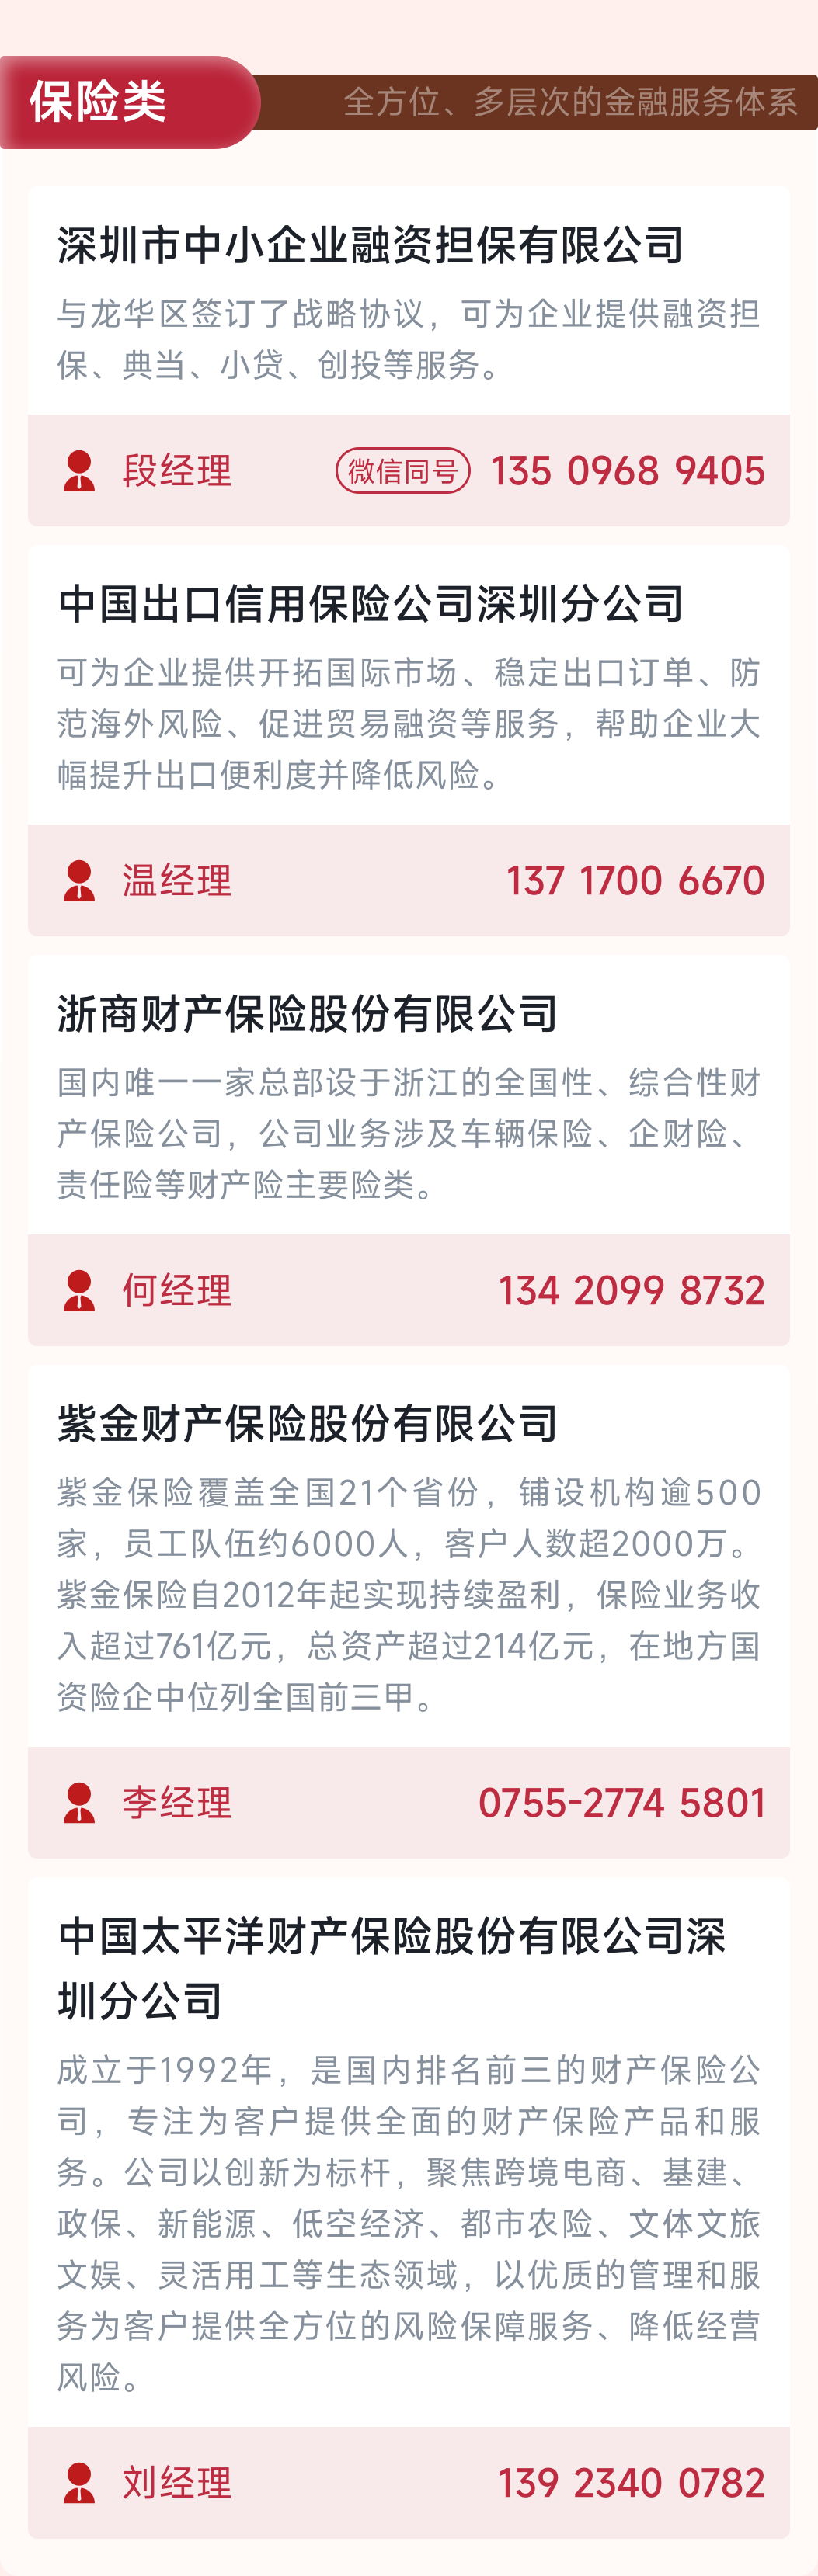 保险类
全方位、多层次的金融服务体系
深圳市中小企业融资担保有限公司
与龙华区签订了战略协议，可为企业提供融资担
保、典当、小贷、创投等服务。
段经理 微信同号 135 0968 9405
中国出口信用保险公司深圳分公司
可为企业提供开拓国际市场、稳定出口订单、防
范海外风险、促进贸易融资等服务，帮助企业大
幅提升出口便利度并降低风险。
温经理 137 1700 6670
浙商财产保险股份有限公司
国内唯一一家总部设于浙江的全国性、综合性财
产保险公司，公司业务涉及车辆保险、企财险、
责任险等财产险主要险类。
何经理 134 2099 8732
紫金财产保险股份有限公司
紫金保险覆盖全国21个省份，铺设机构逾500
家，员工队伍约6000人，客户人数超2000万。
紫金保险自2012年起实现持续盈利，保险业务收
入超过761亿元，总资产超过214亿元，在地方国
资险企中位列全国前三甲。
李经理 0755-2774 5801
中国太平洋财产保险股份有限公司深
圳分公司
成立于1992年，是国内排名前三的财产保险公
司，专注为客户提供全面的财产保险产品和服
务。公司以创新为标杆，聚焦跨境电商、基建、
政保、新能源、低空经济、都市农险、文体文旅
文娱、灵活用工等生态领域，以优质的管理和服
务为客户提供全方位的风险保障服务、降低经营
风险。
刘经理 139 2340 0782